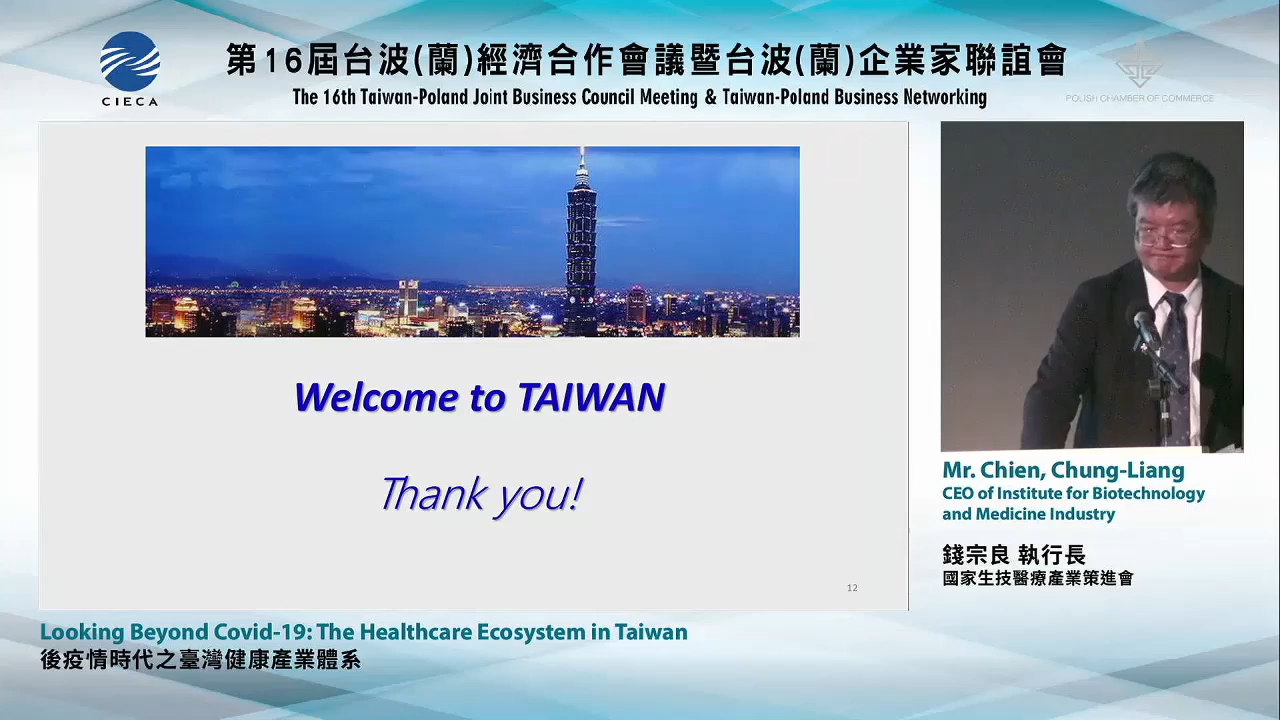 CIECA
第16屆台波(蘭)經濟合作會議暨台波(蘭)企業家聯誼會
The 16th Taiwan-Poland Joint Business Council Meeting & Taiwan-Poland Business Networking
POLISH CHAMBER OF COMMERCE
Welcome to TAIWAN
Thank you!
12
Mr. Chien, Chung-Liang
CEO of Institute for Biotechnology
and Medicine Industry
錢宗良 執行長
國家生技醫療產業策進會
Looking Beyond Covid-19: The Healthcare Ecosystem in Taiwan
後疫情時代之臺灣健康產業體系